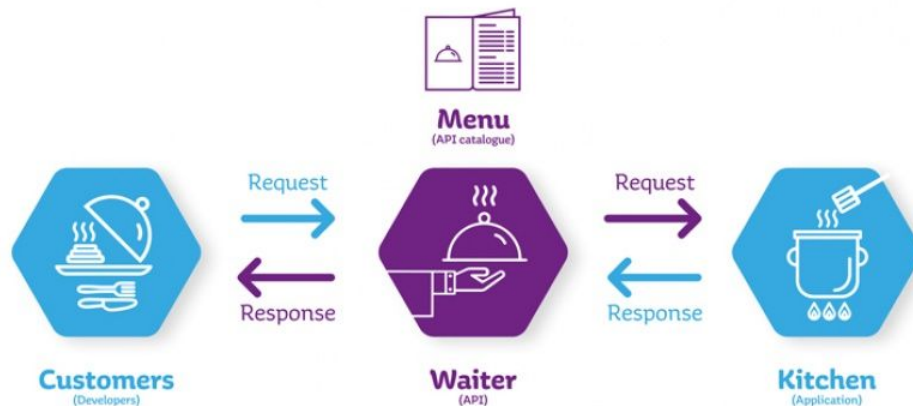 Menu
(API catalogue)
Request
Request
Response
Response
Customers
(Developers)
Waiter
(API)
Kitchen
(Application)